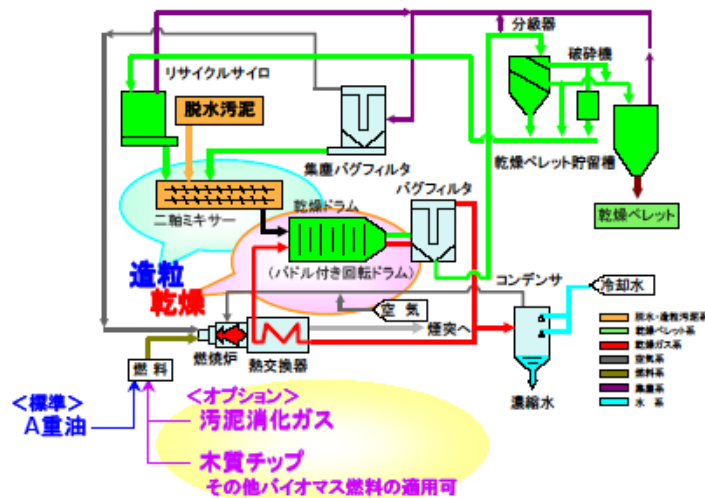 分級器
破砕機
リサイクルサイロ
脱水汚泥
集塵バグフィルタ
乾燥ペレット貯留槽
バグフィルタ
乾燥ドラム
二軸ミキサー
乾燥ペレット
造粒
乾燥
(パドル付き回転ドラム)
コンデンサ
冷却水
空 気
煙突へ
燃焼炉
熱交換器
燃 料
濃縮水
脱水・造粒汚泥系
乾燥ペレット系
乾燥ガス系
空気系
燃料系
集塵系
水 系
<標準>
A重油
<オプション>
汚泥消化ガス
木質チップ
その他バイオマス燃料の適用可